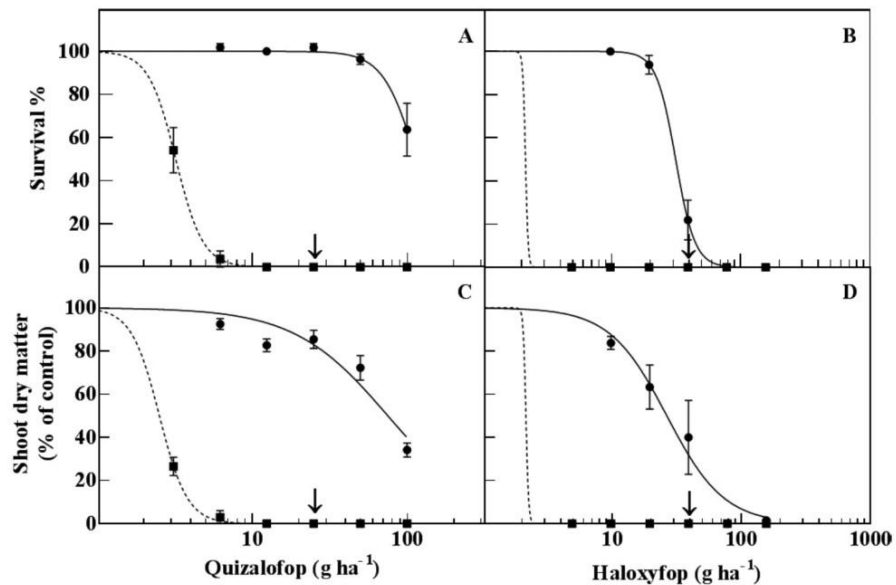 A
B
Survival %
100
80
60
40
20
0
C
D
Shoot dry matter
(% of control)
100
80
60
40
20
0
10
100
10
100
1000
Quizalofop (g ha⁻¹)
Haloxyfop (g ha⁻¹)